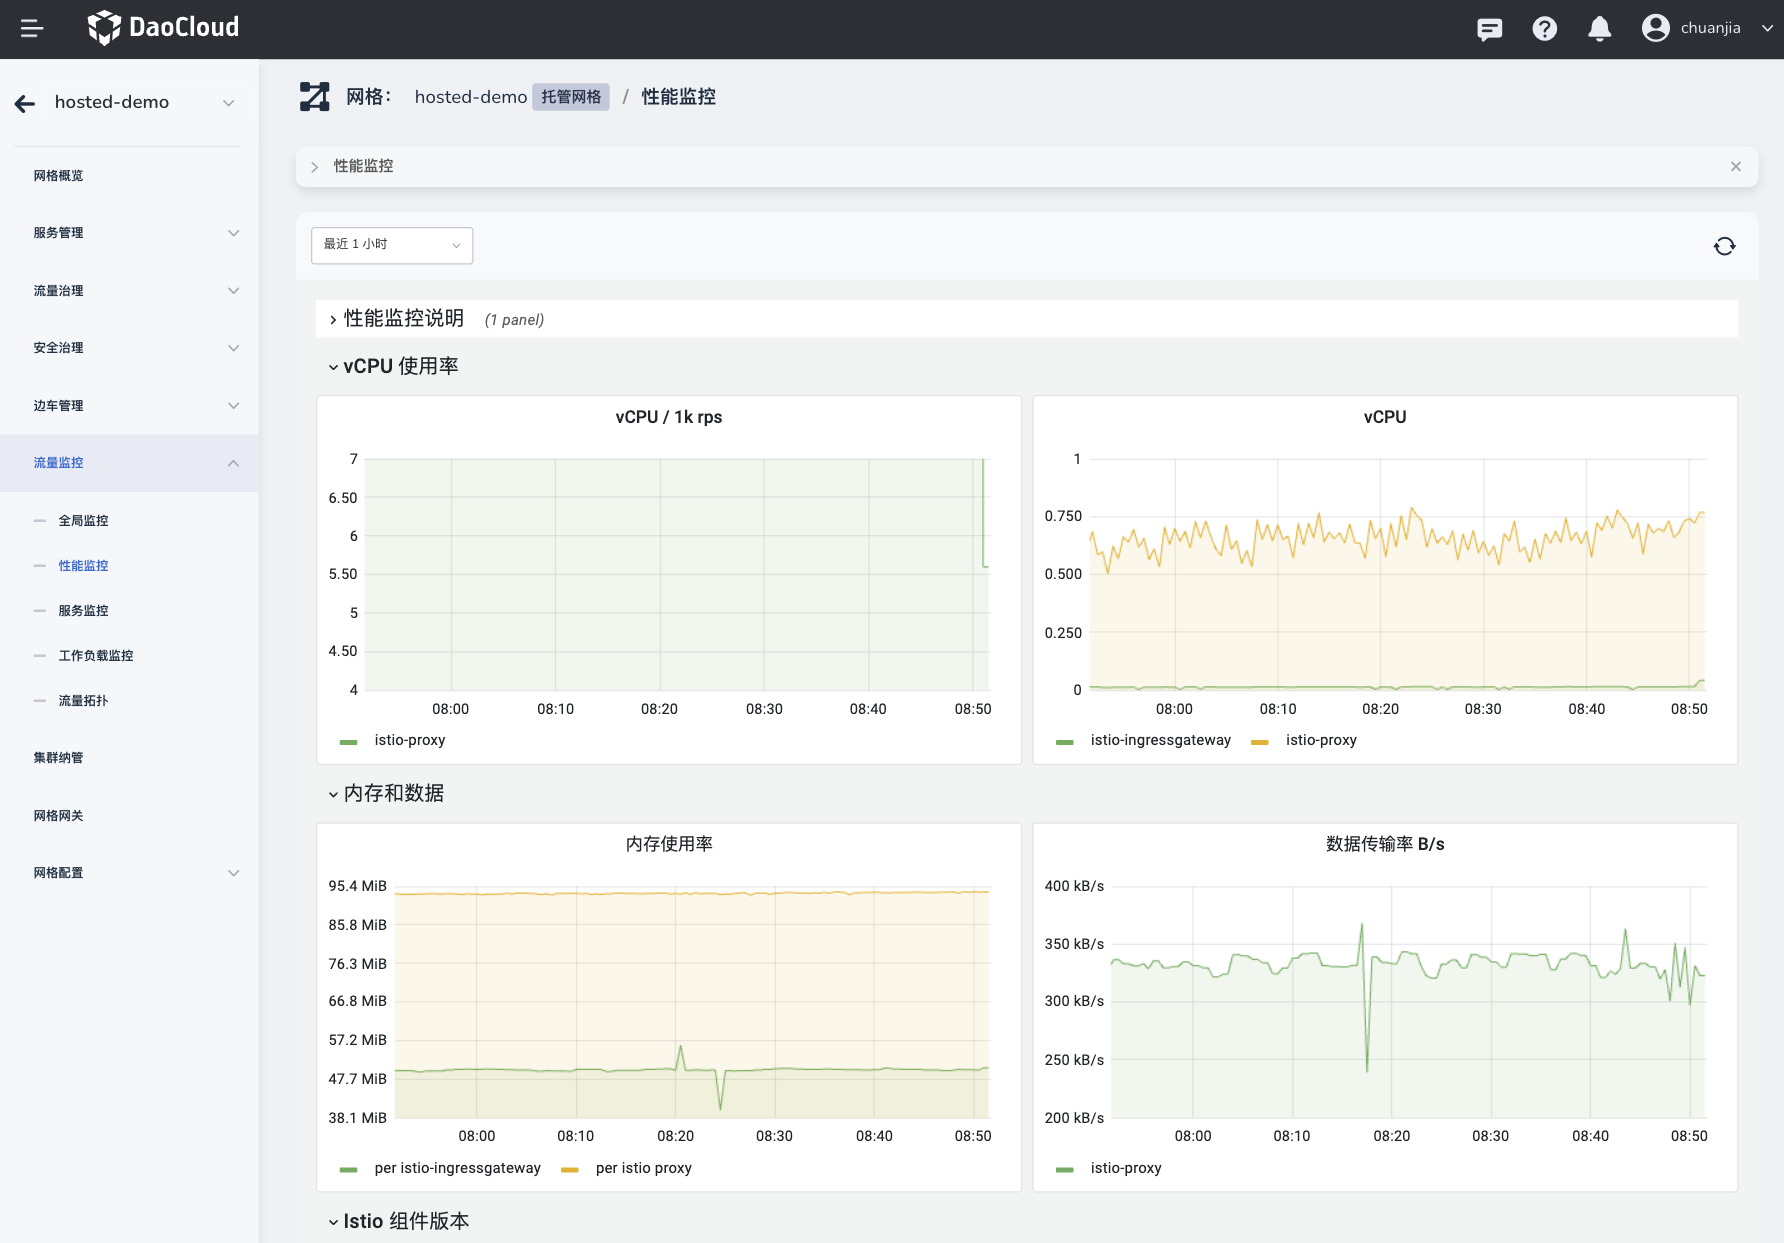 DaoCloud
chuanjia
hosted-demo
网格概览
服务管理
流量治理
安全治理
边车管理
流量监控
全局监控
性能监控
服务监控
工作负载监控
流量拓扑
集群纳管
网格网关
网格配置
网格： hosted-demo 托管网格 / 性能监控
性能监控
最近 1 小时
性能监控说明 (1 panel)
vCPU 使用率
vCPU / 1k rps
7
6.50
6
5.50
5
4.50
4
08:00 08:10 08:20 08:30 08:40 08:50
istio-proxy
vCPU
1
0.750
0.500
0.250
0
08:00 08:10 08:20 08:30 08:40 08:50
istio-ingressgateway istio-proxy
内存和数据
内存使用率
95.4 MiB
85.8 MiB
76.3 MiB
66.8 MiB
57.2 MiB
47.7 MiB
38.1 MiB
08:00 08:10 08:20 08:30 08:40 08:50
per istio-ingressgateway per istio proxy
数据传输率 B/s
400 kB/s
350 kB/s
300 kB/s
250 kB/s
200 kB/s
08:00 08:10 08:20 08:30 08:40 08:50
istio-proxy
Istio 组件版本